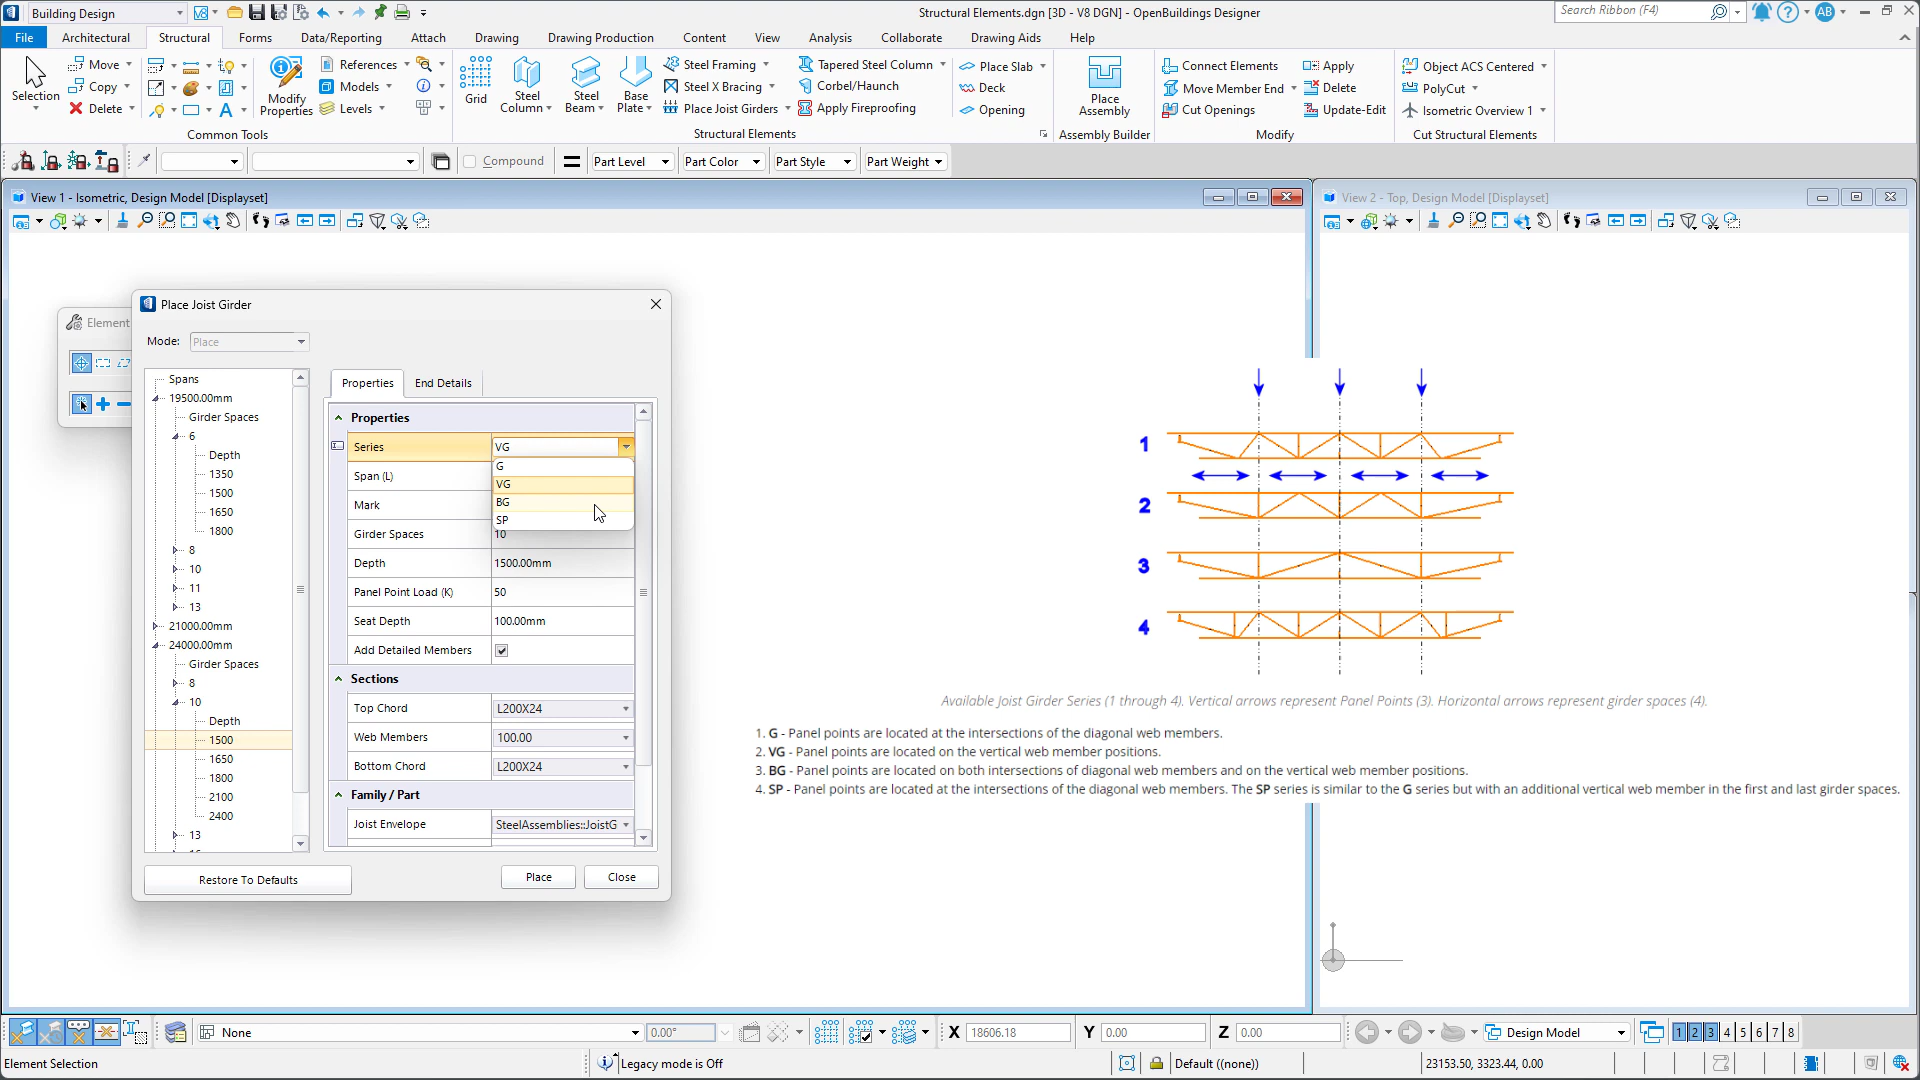 Building Design
V8
Structural Elements.dgn [3D - V8 DGN] - OpenBuildings Designer
Search Ribbon (F4)
AB
File
Architectural
Structural
Forms
Data/Reporting
Attach
Drawing
Drawing Production
Content
View
Analysis
Collaborate
Drawing Aids
Help
Selection
Move
Copy
Delete
Modify Properties
References
Models
Levels
Common Tools
Grid
Steel Column
Steel Beam
Base Plate
Steel Framing
Steel X Bracing
Place Joist Girders
Tapered Steel Column
Corbel/Haunch
Apply Fireproofing
Place Slab
Deck
Opening
Structural Elements
Place Assembly
Assembly Builder
Connect Elements
Move Member End
Cut Openings
Apply
Delete
Update-Edit
Modify
Object ACS Centered
PolyCut
Isometric Overview 1
Cut Structural Elements
Compound
Part Level
Part Color
Part Style
Part Weight
View 1 - Isometric, Design Model [Displayset]
View 2 - Top, Design Model [Displayset]
Element
Place Joist Girder
Mode:
Place
Spans
19500.00mm
Girder Spaces
6
Depth
1350
1500
1650
1800
8
10
11
13
21000.00mm
24000.00mm
Girder Spaces
8
10
Depth
1500
1650
1800
2100
2400
13
Properties
End Details
Properties
Series
VG
G
VG
BG
SP
Span (L)
Mark
Girder Spaces
10
Depth
1500.00mm
Panel Point Load (K)
50
Seat Depth
100.00mm
Add Detailed Members
Sections
Top Chord
L200X24
Web Members
100.00
Bottom Chord
L200X24
Family / Part
Joist Envelope
SteelAssemblies::JoistG
Restore To Defaults
Place
Close
1
2
3
4
Available Joist Girder Series (1 through 4). Vertical arrows represent Panel Points (3). Horizontal arrows represent girder spaces (4).
1. G - Panel points are located at the intersections of the diagonal web members.
2. VG - Panel points are located on the vertical web member positions.
3. BG - Panel points are located on both intersections of diagonal web members and on the vertical web member positions.
4. SP - Panel points are located at the intersections of the diagonal web members. The SP series is similar to the G series but with an additional vertical web member in the first and last girder spaces.
None
0.00°
X 18606.18
Y 0.00
Z 0.00
Design Model
1 2 3 4 5 6 7 8
Element Selection
Legacy mode is Off
Default ((none))
23153.50, 3323.44, 0.00